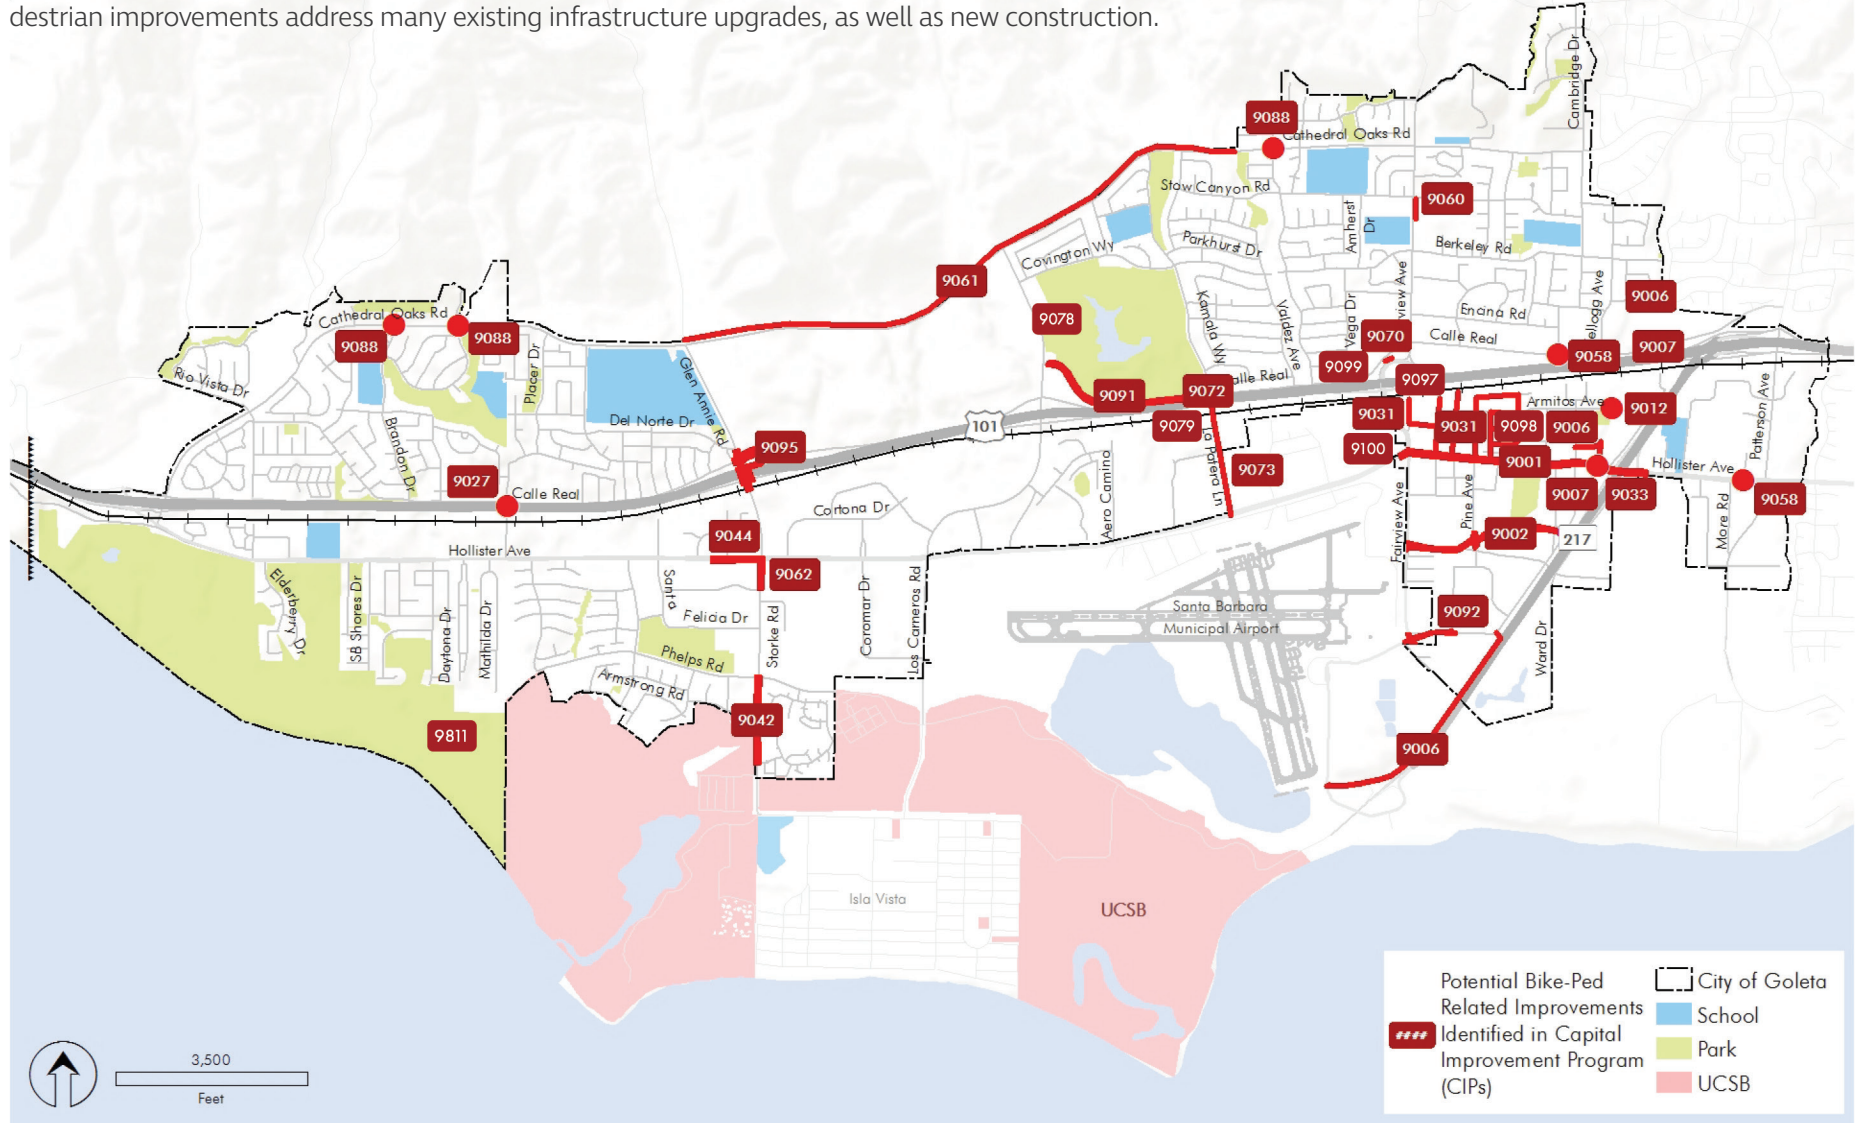 destrian improvements address many existing infrastructure upgrades, as well as new construction.
Cambridge Dr
9088
Cathedral Oaks Rd
Stow Canyon Rd
9060
Amherst
Dr
Parkhurst Dr
Berkeley Rd
Covington Wy
9061
9078
Kamala Wy
Valdez Ave
Vega Dr
view Ave
Encina Rd
ellogg Ave
9006
Cathedral Oaks Rd
9088
9088
9070
Calle Real
9058
9007
Rio Vista Dr
Placer Dr
Glen Annie Rd
9099
9097
alle Real
9091
9072
Armitos Ave
9012
Patterson Ave
Del Norte Dr
101
9079
9031
9031
9098
9006
Brandon Dr
9095
La Patera Ln
9073
9100
9001
Hollister Ave
9027
Calle Real
9007
9033
9058
Cortona Dr
Aero Camino
Fairview Ave
Pine Ave
More Rd
9044
9002
217
Hollister Ave
9062
Elderberry Dr
SB Shores Dr
Daytona Dr
Mathilda Dr
Santa
Felicia Dr
Storke Rd
Coromar Dr
Los Carneros Rd
Santa Barbara
Municipal Airport
9092
Ward Dr
Phelps Rd
Armstrong Rd
9042
9811
9006
Isla Vista
UCSB
Potential Bike-Ped
Related Improvements
#### Identified in Capital
Improvement Program
(CIPs)
City of Goleta
School
Park
UCSB
3,500
Feet